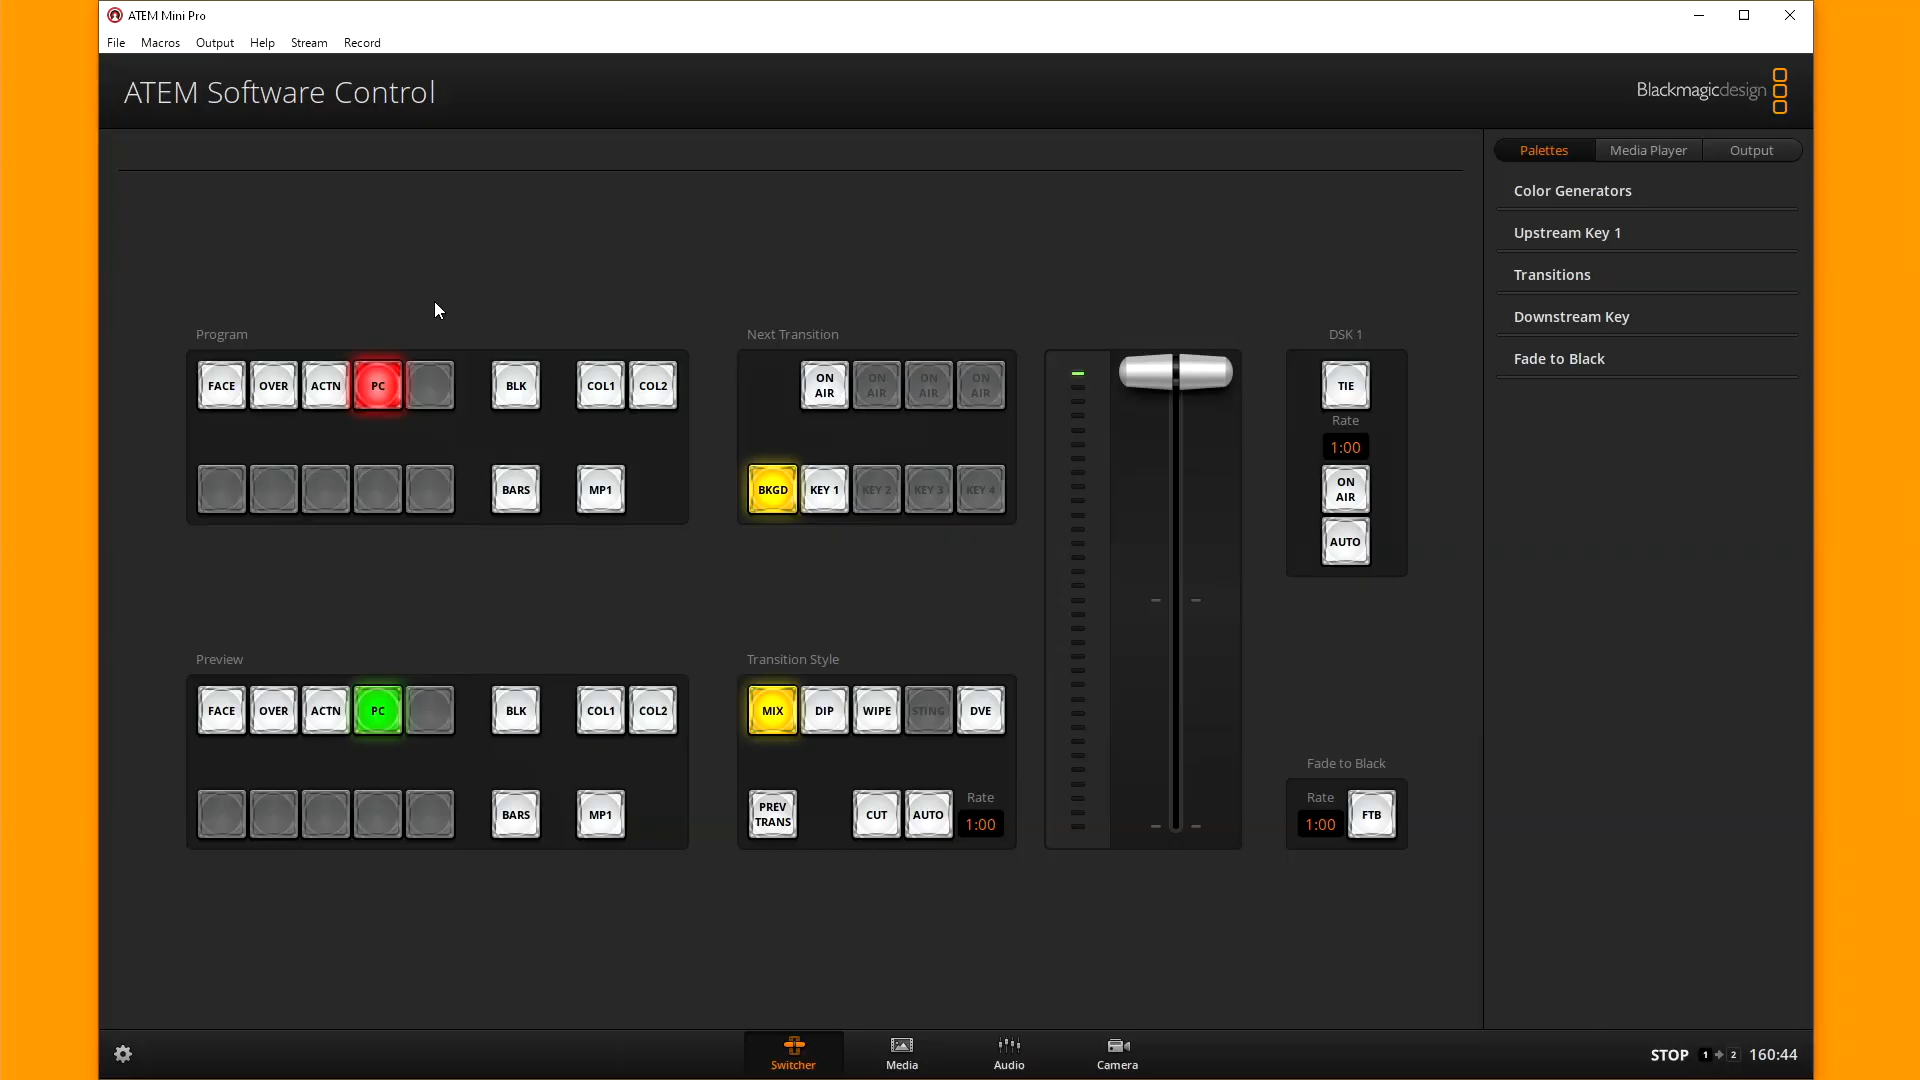 ATEM Mini Pro
File Macros Output Help Stream Record
ATEM Software Control
Blackmagicdesign
Palettes Media Player Output
Color Generators
Upstream Key 1
Transitions
Downstream Key
Fade to Black
Program
FACE OVER ACTN PC BLK COL1 COL2
BARS MP1
Next Transition
ON AIR ON AIR ON AIR ON AIR
BKGD KEY 1 KEY 2 KEY 3 KEY 4
DSK 1
TIE
Rate
1:00
ON AIR
AUTO
Preview
FACE OVER ACTN PC BLK COL1 COL2
BARS MP1
Transition Style
MIX DIP WIPE STING DVE
PREV TRANS CUT AUTO Rate
1:00
Fade to Black
Rate
1:00 FTB
Switcher Media Audio Camera
STOP 1 2 160:44